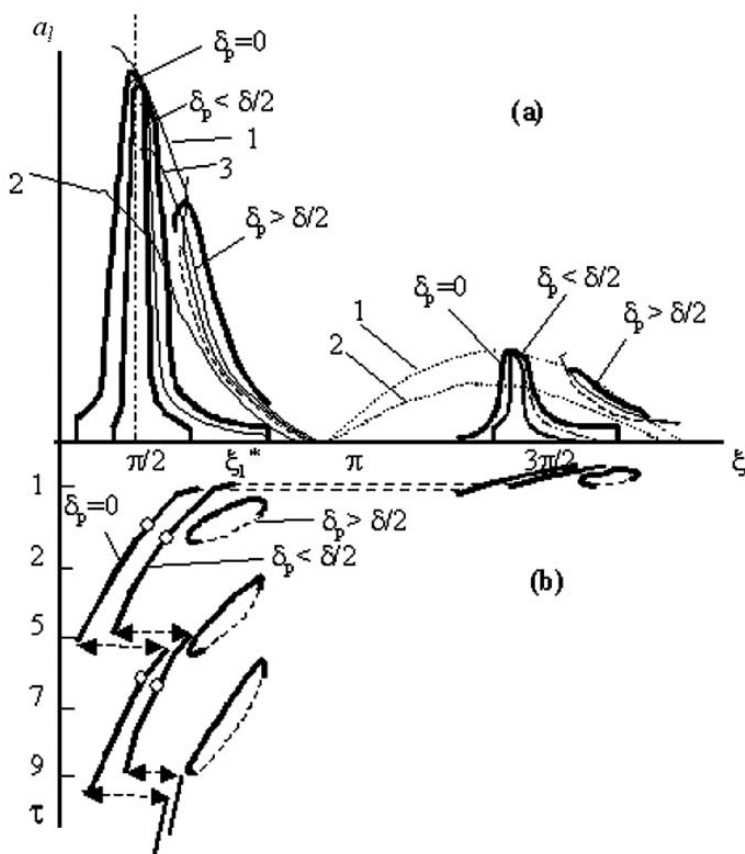 a_l
δ_p=0
δ_p < δ/2
(a)
1
3
2
δ_p > δ/2
δ_p=0
δ_p < δ/2
1
δ_p > δ/2
2
π/2 ξ_1* π 3π/2 ξ
1
δ_p=0
δ_p > δ/2
2
δ_p < δ/2
(b)
5
7
9
τ